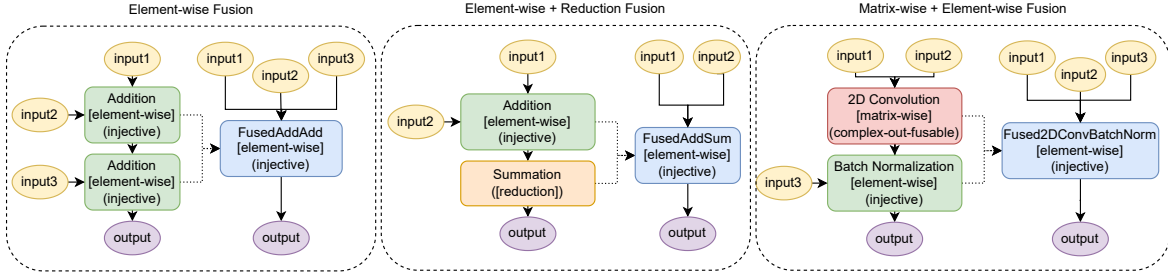 Element-wise Fusion
input1
input2
Addition
[element-wise]
(injective)
input3
Addition
[element-wise]
(injective)
output
input1
input2
input3
FusedAddAdd
[element-wise]
(injective)
output
Element-wise + Reduction Fusion
input1
input2
Addition
[element-wise]
(injective)
Summation
([reduction])
output
input1
input2
FusedAddSum
[element-wise]
(injective)
output
Matrix-wise + Element-wise Fusion
input1
input2
2D Convolution
[matrix-wise]
(complex-out-fusable)
input3
Batch Normalization
[element-wise]
(injective)
output
input1
input2
input3
Fused2DConvBatchNorm
[element-wise]
(injective)
output